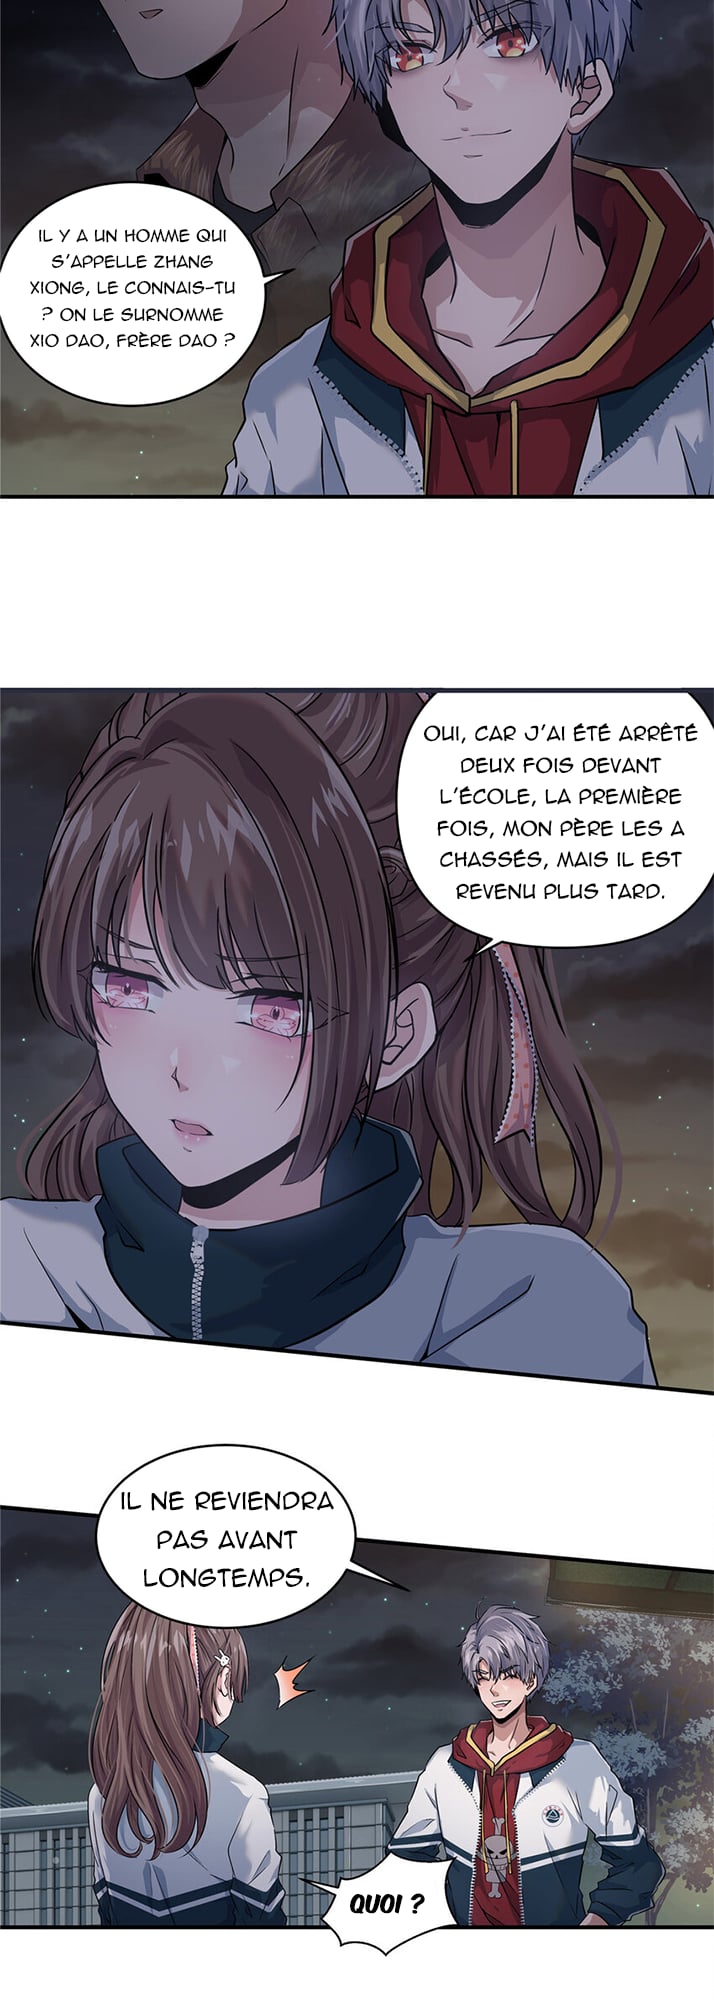 IL Y A UN HOMME QUI
S'APPELLE ZHANG
XIONG, LE CONNAIS-TU
? ON LE SURNOMME
XIO DAO, FRÈRE DAO ?
OUI, CAR J'AI ÉTÉ ARRÊTÉ
DEUX FOIS DEVANT
L'ÉCOLE, LA PREMIÈRE
FOIS, MON PÈRE LES A
CHASSÉS, MAIS IL EST
REVENU PLUS TARD.
IL NE REVIENDRA
PAS AVANT
LONGTEMPS.
QUOI ?